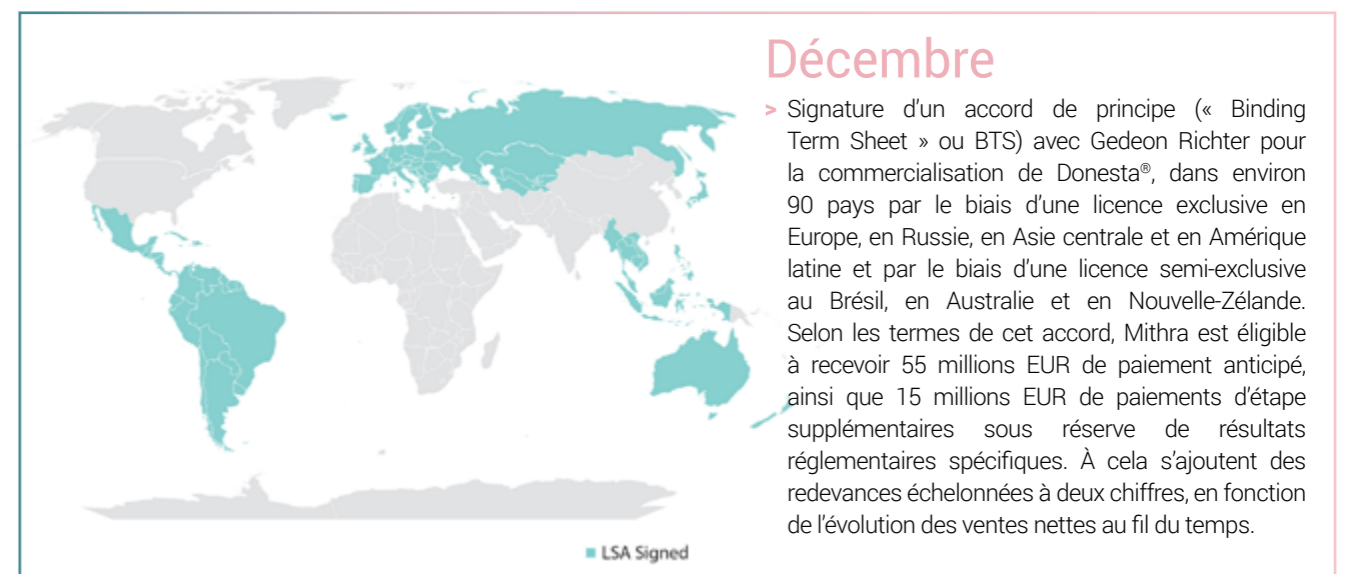 Décembre
> Signature d’un accord de principe (« Binding
Term Sheet » ou BTS) avec Gedeon Richter pour
la commercialisation de Donesta®, dans environ
90 pays par le biais d’une licence exclusive en
Europe, en Russie, en Asie centrale et en Amérique
latine et par le biais d’une licence semi-exclusive
au Brésil, en Australie et en Nouvelle-Zélande.
Selon les termes de cet accord, Mithra est éligible
à recevoir 55 millions EUR de paiement anticipé,
ainsi que 15 millions EUR de paiements d’étape
supplémentaires sous réserve de résultats
réglementaires spécifiques. À cela s’ajoutent des
redevances échelonnées à deux chiffres, en fonction
de l’évolution des ventes nettes au fil du temps.
LSA Signed